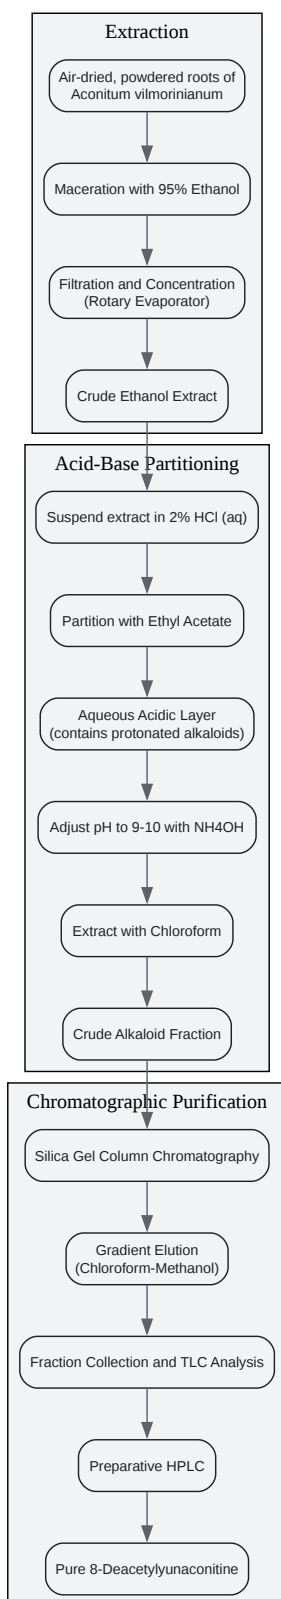 Extraction
Air-dried, powdered roots of
Aconitum vilmorinianum
Maceration with 95% Ethanol
Filtration and Concentration
(Rotary Evaporator)
Crude Ethanol Extract
Acid-Base Partitioning
Suspend extract in 2% HCl (aq)
Partition with Ethyl Acetate
Aqueous Acidic Layer
(contains protonated alkaloids)
Adjust pH to 9-10 with NH4OH
Extract with Chloroform
Crude Alkaloid Fraction
Chromatographic Purification
Silica Gel Column Chromatography
Gradient Elution
(Chloroform-Methanol)
Fraction Collection and TLC Analysis
Preparative HPLC
Pure 8-Deacetylyunaconitine